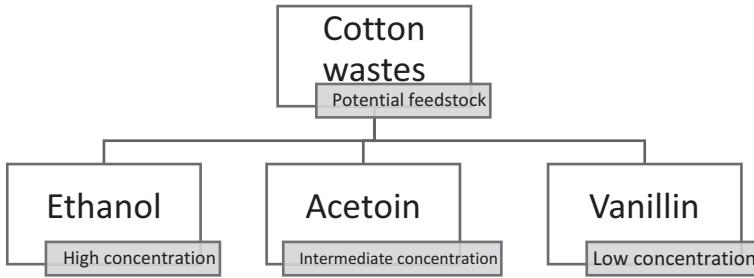 Cotton
wastes
Potential feedstock
Ethanol
High concentration
Acetoin
Intermediate concentration
Vanillin
Low concentration